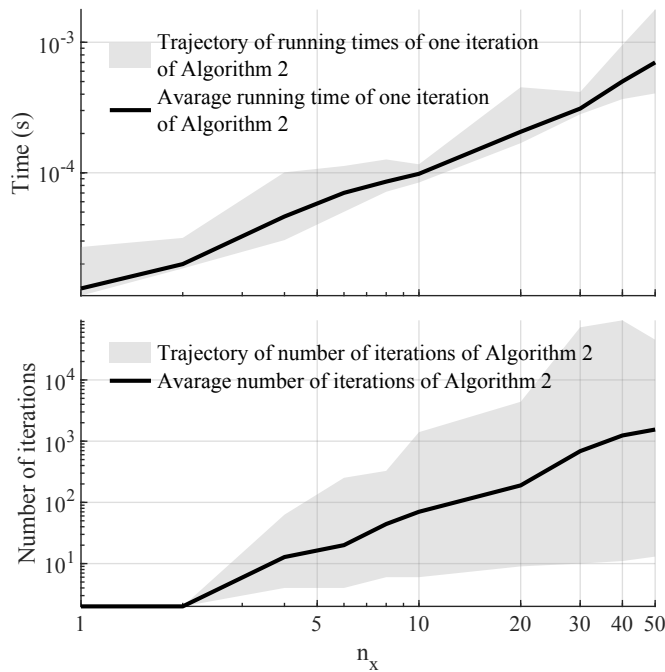 10^-3
10^-4
Time (s)
Trajectory of running times of one iteration
of Algorithm 2
Avarage running time of one iteration
of Algorithm 2
10^4
10^3
10^2
10^1
Number of iterations
Trajectory of number of iterations of Algorithm 2
Avarage number of iterations of Algorithm 2
1 5 10 20 30 40 50
n_x